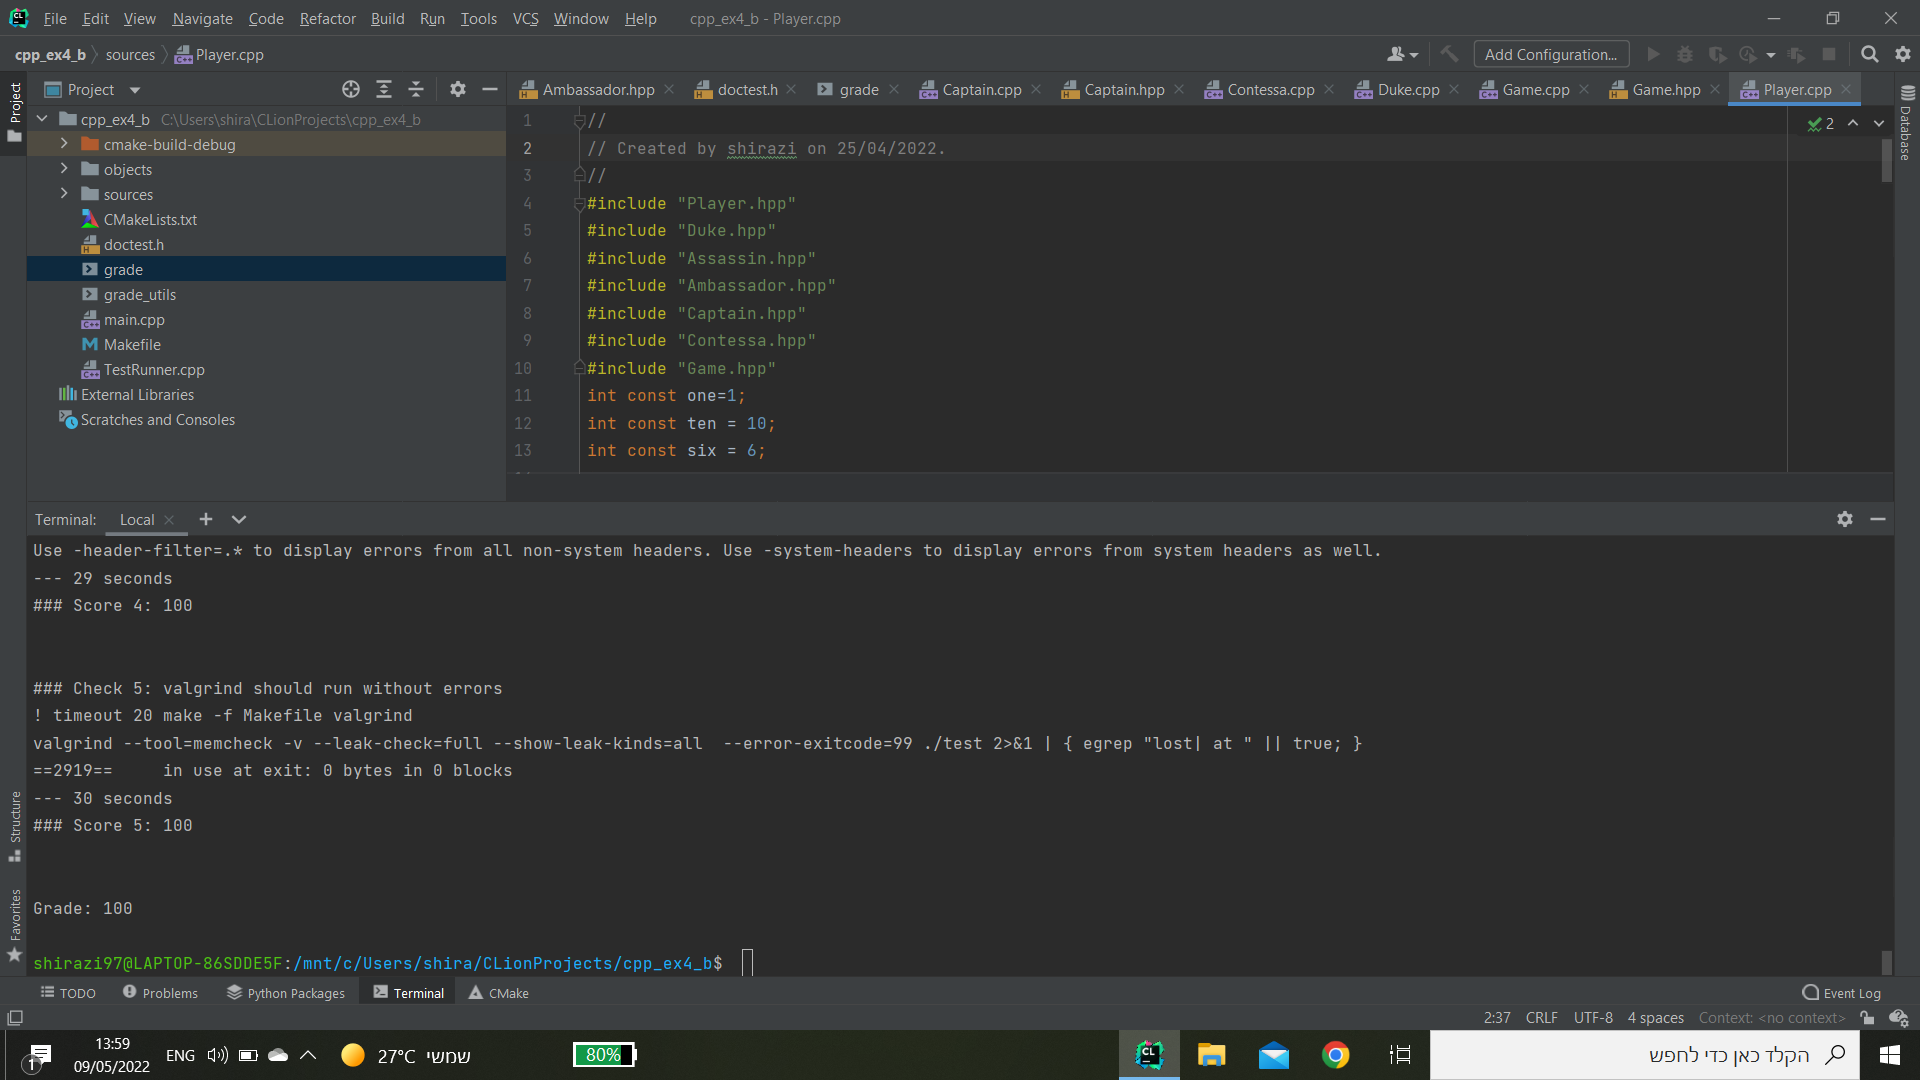 File Edit View Navigate Code Refactor Build Run Tools VCS Window Help cpp_ex4_b - Player.cpp
cpp_ex4_b sources Player.cpp
Add Configuration...
Project
Project
cpp_ex4_b C:\Users\shira\CLionProjects\cpp_ex4_b
cmake-build-debug
objects
sources
CMakeLists.txt
doctest.h
grade
grade_utils
main.cpp
Makefile
TestRunner.cpp
External Libraries
Scratches and Consoles
Ambassador.hpp doctest.h grade Captain.cpp Captain.hpp Contessa.cpp Duke.cpp Game.cpp Game.hpp Player.cpp
Database
2
1 //
2 // Created by shirazi on 25/04/2022.
3 //
4 #include "Player.hpp"
5 #include "Duke.hpp"
6 #include "Assassin.hpp"
7 #include "Ambassador.hpp"
8 #include "Captain.hpp"
9 #include "Contessa.hpp"
10 #include "Game.hpp"
11 int const one=1;
12 int const ten = 10;
13 int const six = 6;
Terminal: Local
Use -header-filter=.* to display errors from all non-system headers. Use -system-headers to display errors from system headers as well.
--- 29 seconds
### Score 4: 100
### Check 5: valgrind should run without errors
! timeout 20 make -f Makefile valgrind
valgrind --tool=memcheck -v --leak-check=full --show-leak-kinds=all  --error-exitcode=99 ./test 2>&1 | { egrep "lost| at " || true; }
==2919==     in use at exit: 0 bytes in 0 blocks
--- 30 seconds
### Score 5: 100
Grade: 100
shirazi97@LAPTOP-86SDDE5F:/mnt/c/Users/shira/CLionProjects/cpp_ex4_b$
Structure
Favorites
TODO Problems Python Packages Terminal CMake Event Log
2:37 CRLF UTF-8 4 spaces Context: <no context>
1
13:59
09/05/2022
ENG
27°C שמשי
80%
הקלד כאן כדי לחפש